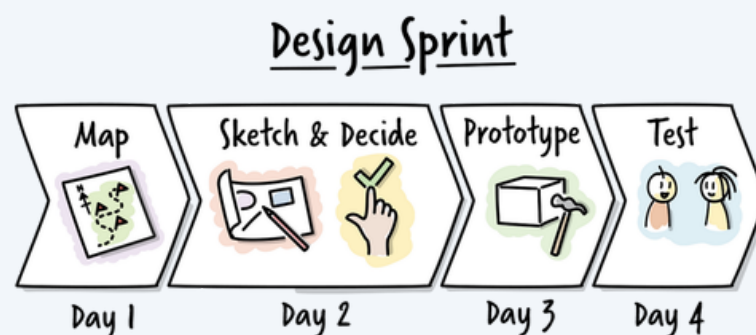 Design Sprint
Map
Sketch & Decide
Prototype
Test
N
Day 1
Day 2
Day 3
Day 4